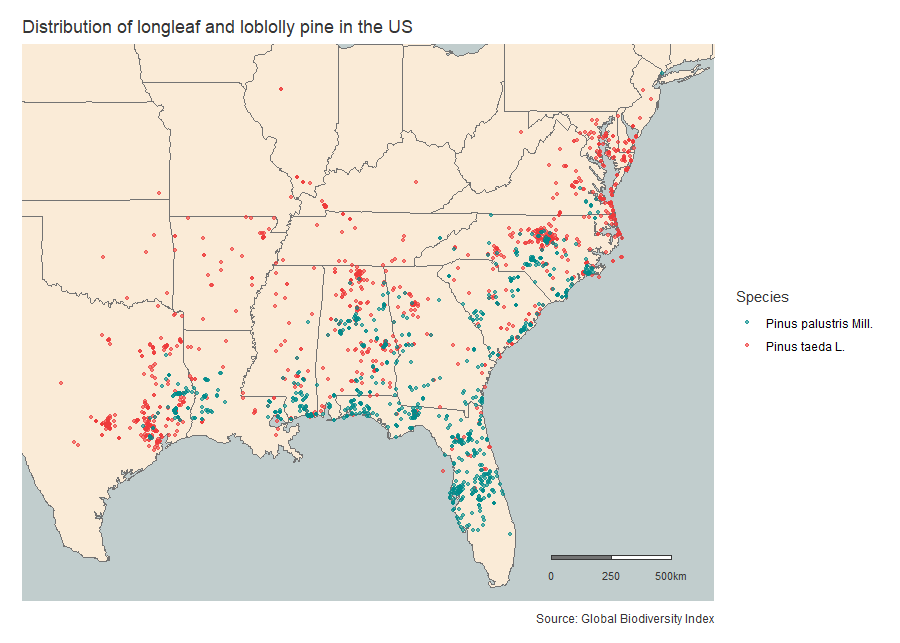 Distribution of longleaf and loblolly pine in the US
Species
Pinus palustris Mill.
Pinus taeda L.
0 250 500km
Source: Global Biodiversity Index